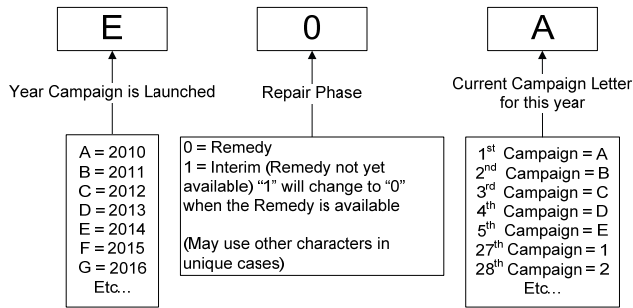 E
0
A
Year Campaign is Launched
Repair Phase
Current Campaign Letter
for this year
A = 2010
B = 2011
C = 2012
D = 2013
E = 2014
F = 2015
G = 2016
Etc...
0 = Remedy
1 = Interim (Remedy not yet
available) “1” will change to “0”
when the Remedy is available
(May use other characters in
unique cases)
1st Campaign = A
2nd Campaign = B
3rd Campaign = C
4th Campaign = D
5th Campaign = E
27th Campaign = 1
28th Campaign = 2
Etc...